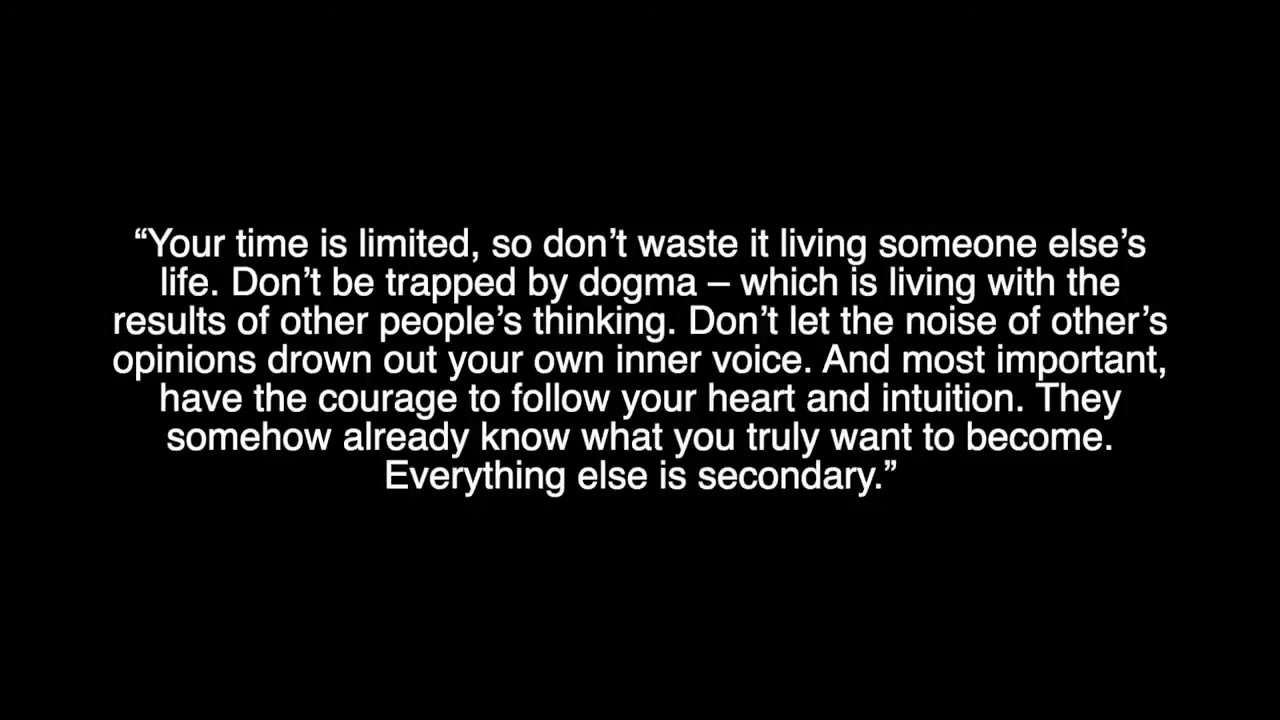 “Your time is limited, so don’t waste it living someone else’s
life. Don’t be trapped by dogma – which is living with the
results of other people’s thinking. Don’t let the noise of other’s
opinions drown out your own inner voice. And most important,
have the courage to follow your heart and intuition. They
somehow already know what you truly want to become.
Everything else is secondary.”